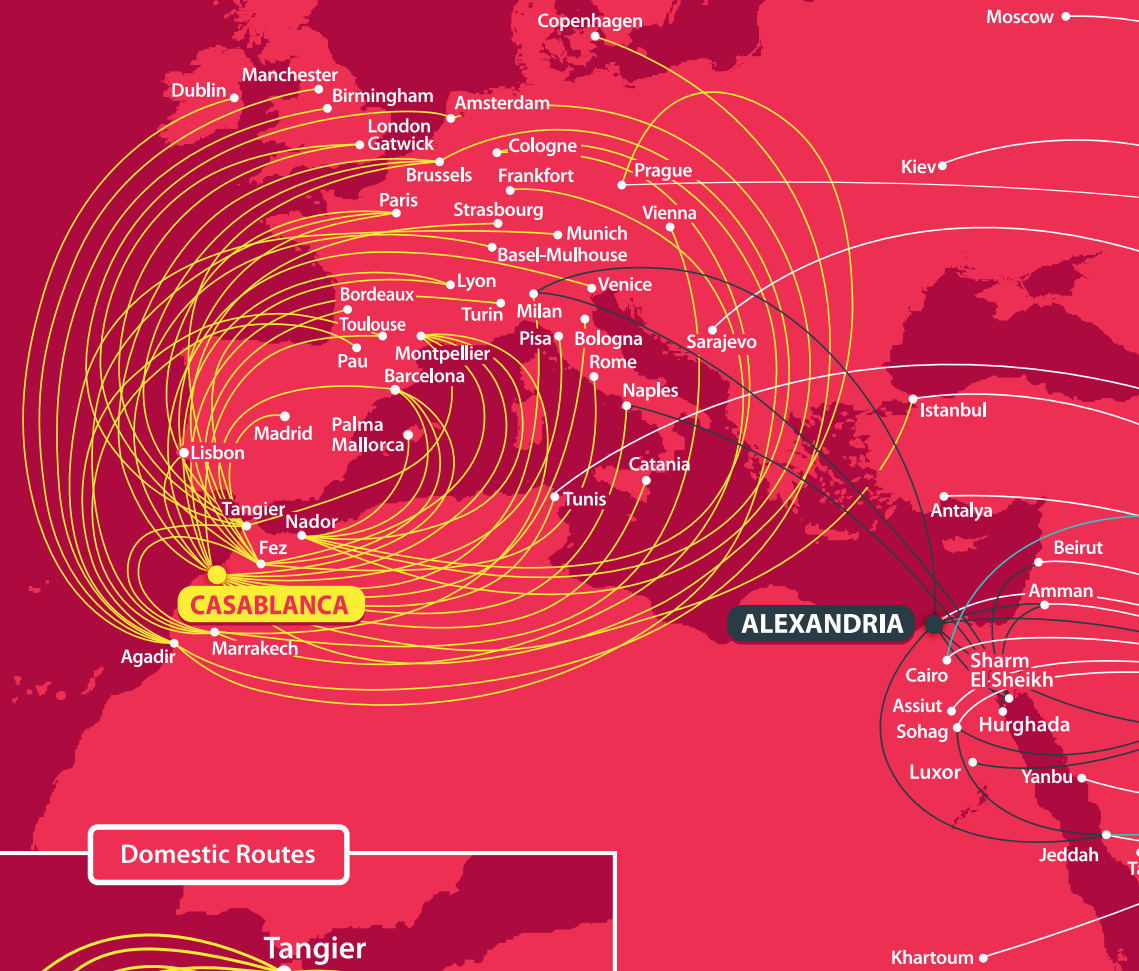 Copenhagen
Moscow
Manchester
Dublin
Birmingham
Amsterdam
London
Gatwick
Cologne
Kiev
Brussels
Frankfort
Prague
Paris
Strasbourg
Vienna
Munich
Basel-Mulhouse
Lyon
Venice
Bordeaux
Turin
Milan
Toulouse
Pisa
Bologna
Sarajevo
Pau
Montpellier
Rome
Barcelona
Naples
Istanbul
Madrid
Palma
Mallorca
Lisbon
Catania
Tunis
Tangier
Nador
Antalya
Fez
Beirut
CASABLANCA
Amman
ALEXANDRIA
Agadir
Marrakech
Cairo
Sharm
El Sheikh
Assiut
Sohag
Hurghada
Luxor
Yanbu
Domestic Routes
Jeddah
Ta
Tangier
Khartoum